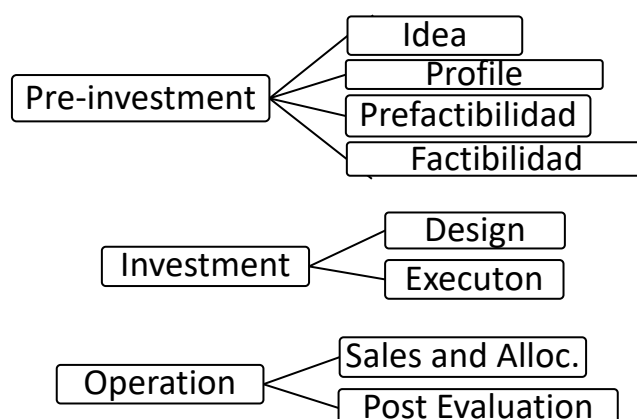 Idea
Profile
Pre-investment
Prefactibilidad
Factibilidad
Design
Investment
Executon
Sales and Alloc.
Operation
Post Evaluation